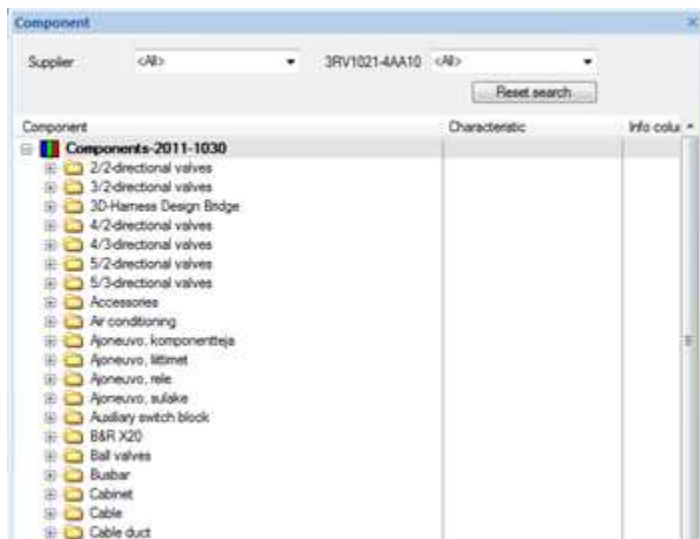 Component
Supplier <All> 3RV1021-4AA10 <All>
Reset search
Component Characteristic Info colu
Components-2011-1030
2/2-directional valves
3/2-directional valves
3D-Harness Design Bridge
4/2-directional valves
4/3-directional valves
5/2-directional valves
5/3-directional valves
Accessories
Air conditioning
Ajoneuvo, komponentteja
Ajoneuvo, liittimet
Ajoneuvo, rele
Ajoneuvo, sulake
Auxiliary switch block
B&R X20
Ball valves
Busbar
Cabinet
Cable
Cable duct